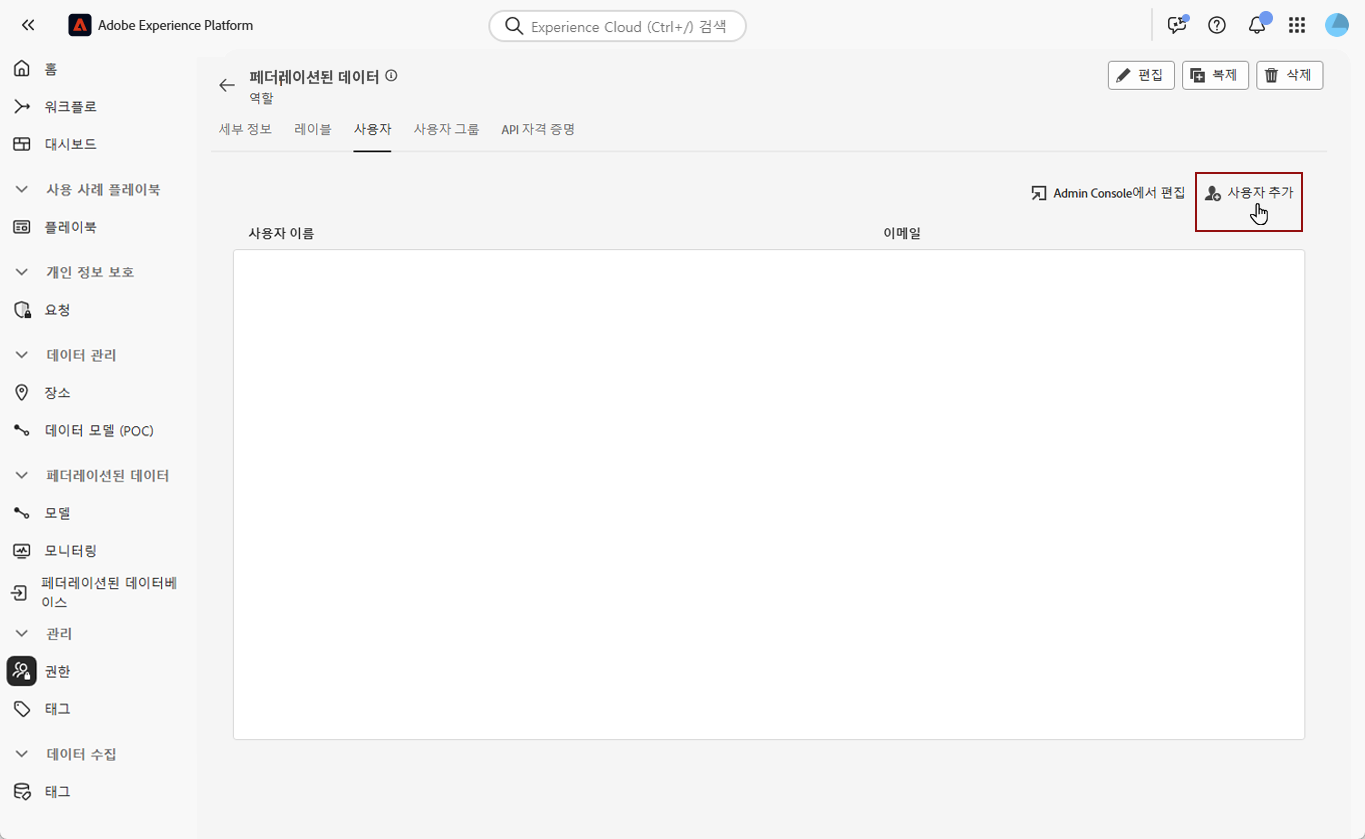 Adobe Experience Platform
Experience Cloud (Ctrl+/) 검색
홈
워크플로
대시보드
사용 사례 플레이북
플레이북
개인 정보 보호
요청
데이터 관리
장소
데이터 모델 (POC)
페더레이션된 데이터
모델
모니터링
페더레이션된 데이터베
이스
관리
권한
태그
데이터 수집
태그
페더레이션된 데이터
역할
편집
복제
삭제
세부 정보
레이블
사용자
사용자 그룹
API 자격 증명
Admin Console에서 편집
사용자 추가
사용자 이름
이메일